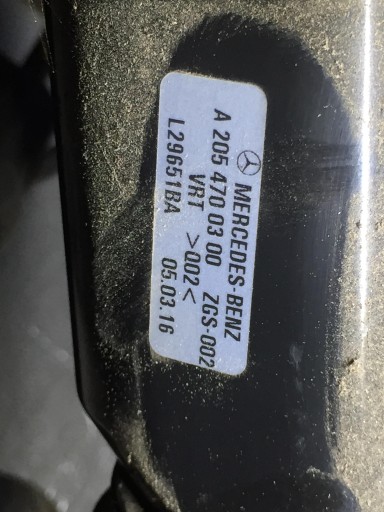 MERCEDES-BENZ
A 205 470 03 00 ZGS-002
VRT >002<
L29651BA 05.03.16